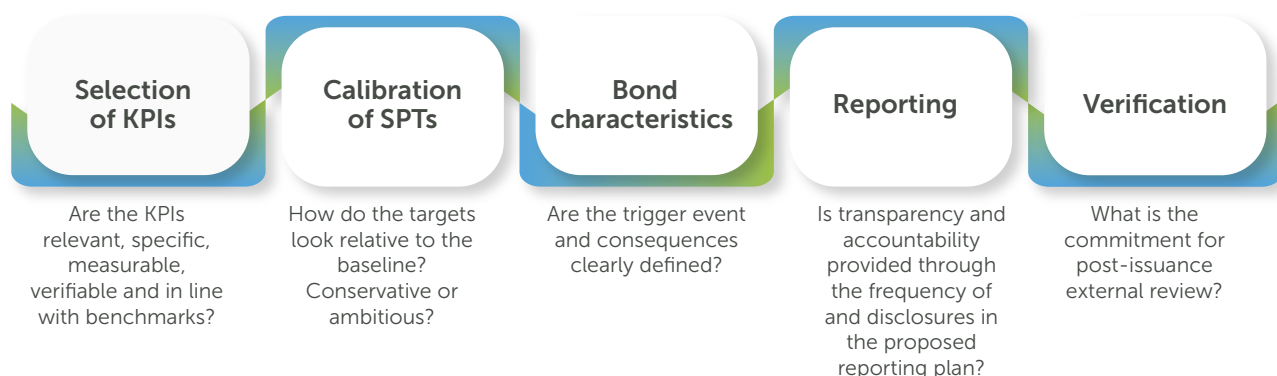 Selection
of KPIs
Are the KPIs
relevant, specific,
measurable,
verifiable and in line
with benchmarks?
Calibration
of SPTs
How do the targets
look relative to the
baseline?
Conservative or
ambitious?
Bond
characteristics
Are the trigger event
and consequences
clearly defined?
Reporting
Is transparency and
accountability
provided through
the frequency of
and disclosures in
the proposed
reporting plan?
Verification
What is the
commitment for
post-issuance
external review?